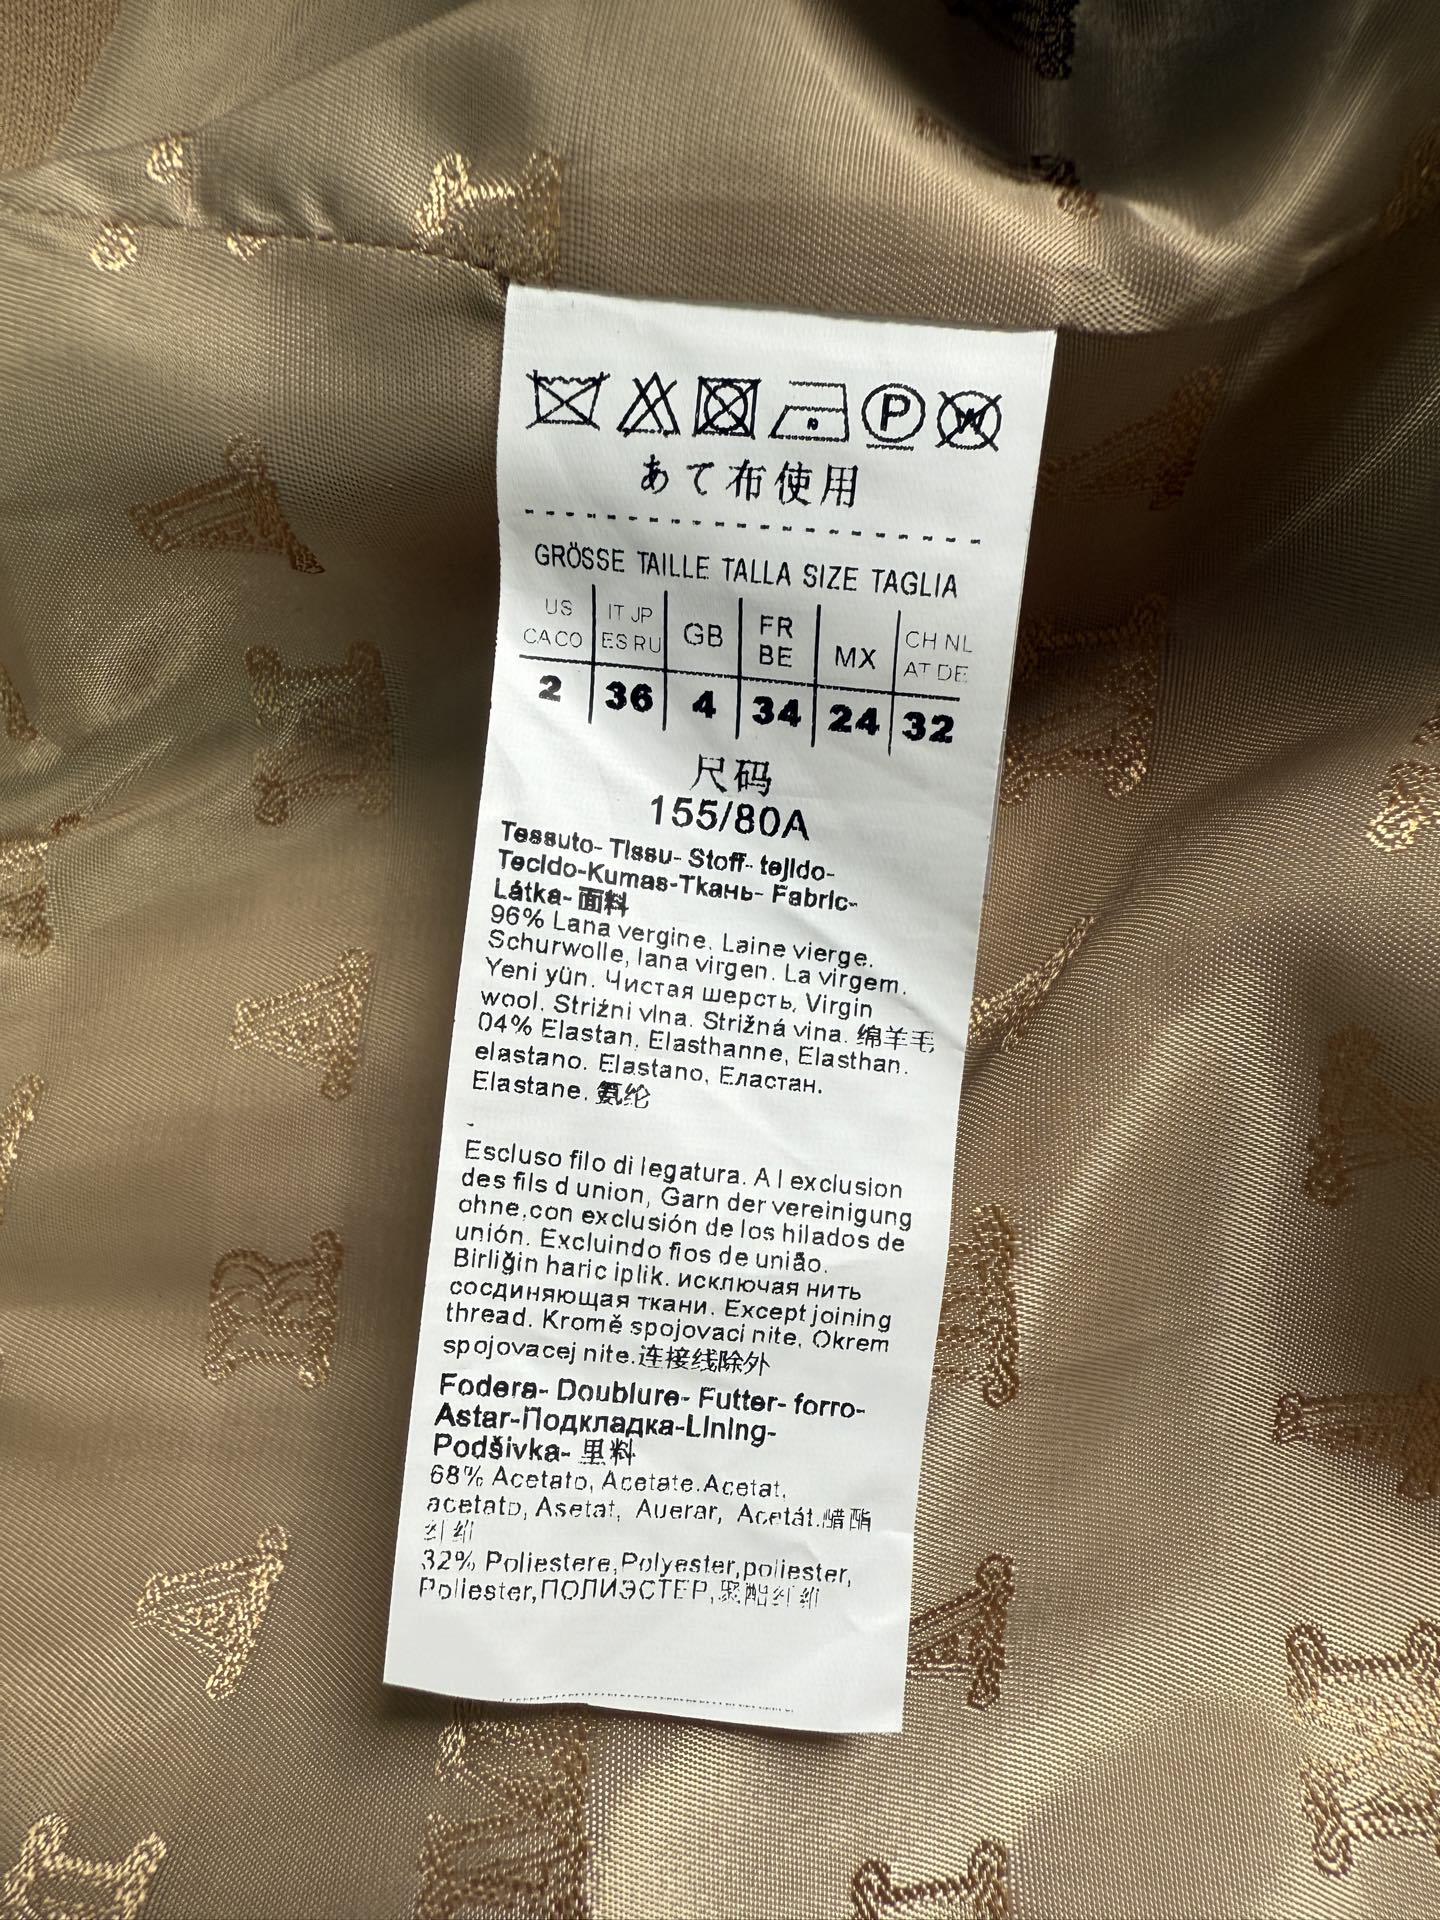 P W
あて布使用
GRÖSSE TAILLE TALLA SIZE TAGLIA
US CA CO IT JP ES RU GB FR BE MX CH NL AT DE
2 36 4 34 24 32
尺码
155/80A
Tessuto- Tissu- Stoff- tejido-
Tecido-Kumas-Ткань- Fabric-
Látka- 面料
96% Lana vergine. Laine vierge.
Schurwolle, lana virgen. La virgem.
Yeni yün. Чистая шерсть, Virgin
wool. Strižni vlna. Strižná vina. 绵羊毛
04% Elastan, Elasthanne, Elasthan.
elastano. Elastano, Еластан.
Elastane. 氨纶
Escluso filo di legatura. A l exclusion
des fils d union, Garn der vereinigung
ohne,con exclusión de los hilados de
unión. Excluindo fios de união.
Birliğin haric iplik. исключая нить
соединяющая ткани. Except joining
thread. Kromě spojovaci nite, Okrem
spojovacej nite.连接线除外
Fodera- Doublure- Futter- forro-
Astar-Подкладка-Lining-
Podšivka- 里料
68% Acetato, Acetate.Acetat,
acetato, Asetat, Auerar, Acetát.醋酯
纤维
32% Poliestere,Polyester,poliester,
Poliester,ПОЛИЭСТЕР,聚酯纤维